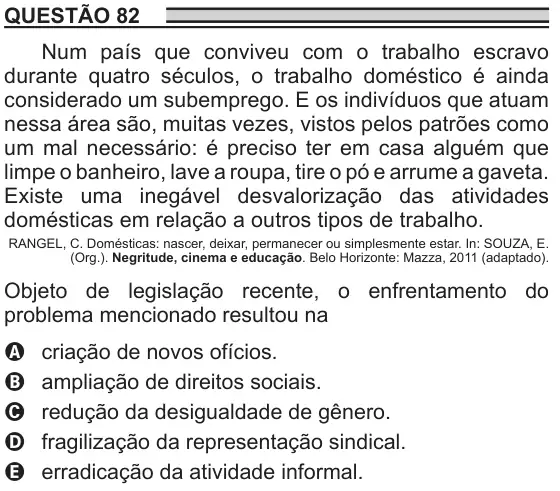 QUESTÃO 82
Num país que conviveu com o trabalho escravo
durante quatro séculos, o trabalho doméstico é ainda
considerado um subemprego. E os indivíduos que atuam
nessa área são, muitas vezes, vistos pelos patrões como
um mal necessário: é preciso ter em casa alguém que
limpe o banheiro, lave a roupa, tire o pó e arrume a gaveta.
Existe uma inegável desvalorização das atividades
domésticas em relação a outros tipos de trabalho.
RANGEL, C. Domésticas: nascer, deixar, permanecer ou simplesmente estar. In: SOUZA, E.
(Org.). Negritude, cinema e educação. Belo Horizonte: Mazza, 2011 (adaptado).
Objeto de legislação recente, o enfrentamento do
problema mencionado resultou na
A criação de novos ofícios.
B ampliação de direitos sociais.
C redução da desigualdade de gênero.
D fragilização da representação sindical.
E erradicação da atividade informal.